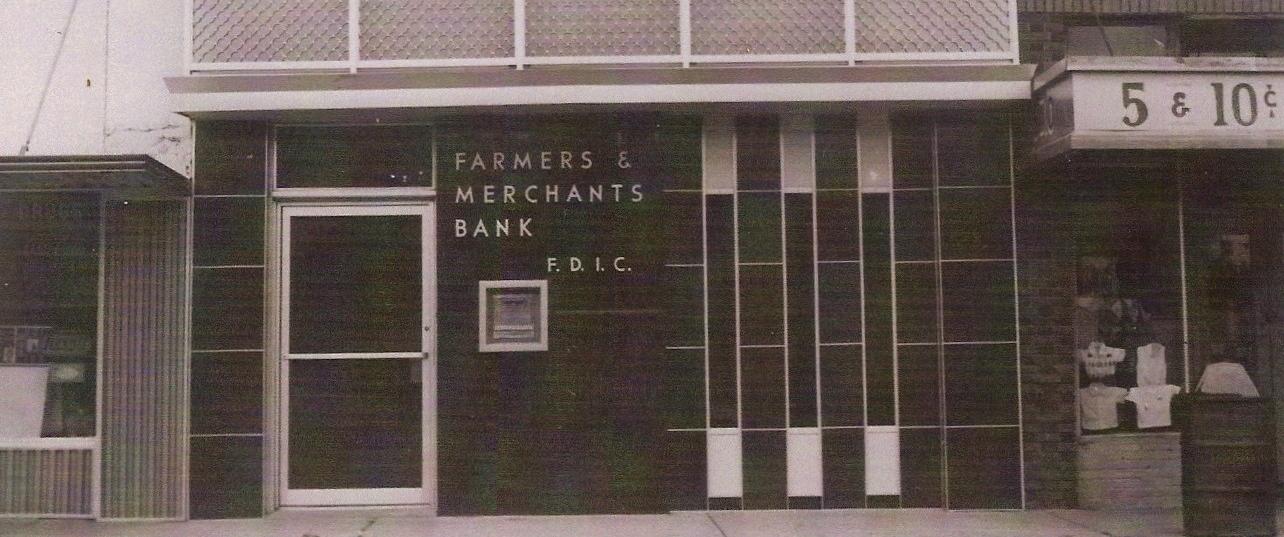 FARMERS &
MERCHANTS
BANK
F. D. I. C.
5 & 10¢